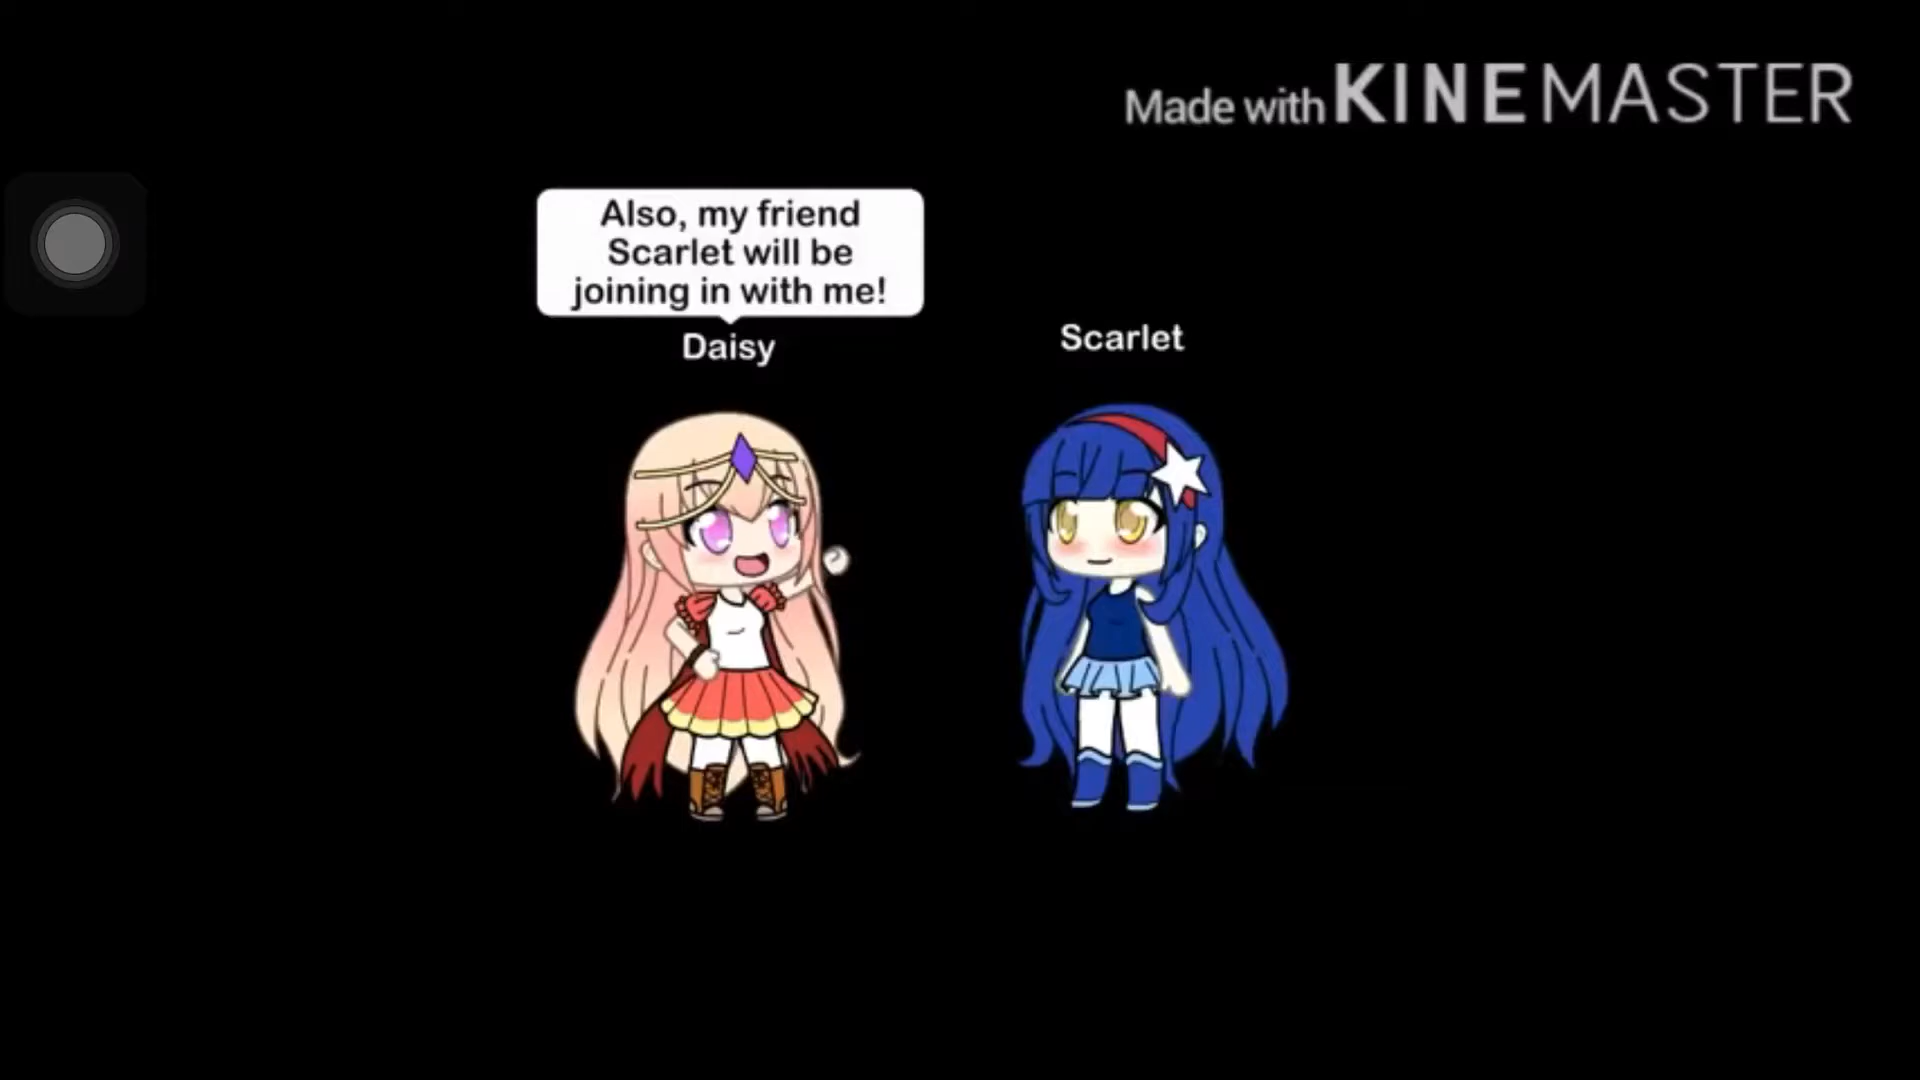 Made with KINEMASTER
Also, my friend
Scarlet will be
joining in with me!
Daisy
Scarlet